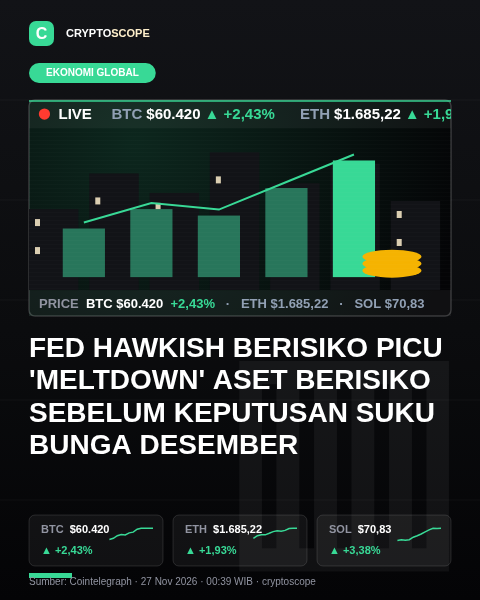 C CRYPTOSCOPE
EKONOMI GLOBAL
LIVE BTC $60.420 ▲ +2,43% ETH $1.685,22 ▲ +1,9
PRICE BTC $60.420 +2,43% · ETH $1.685,22 · SOL $70,83
FED HAWKISH BERISIKO PICU
'MELTDOWN' ASET BERISIKO
SEBELUM KEPUTUSAN SUKU
BUNGA DESEMBER
BTC $60.420
▲ +2,43%
ETH $1.685,22
▲ +1,93%
SOL $70,83
▲ +3,38%
Sumber: Cointelegraph · 27 Nov 2026 · 00:39 WIB · cryptoscope